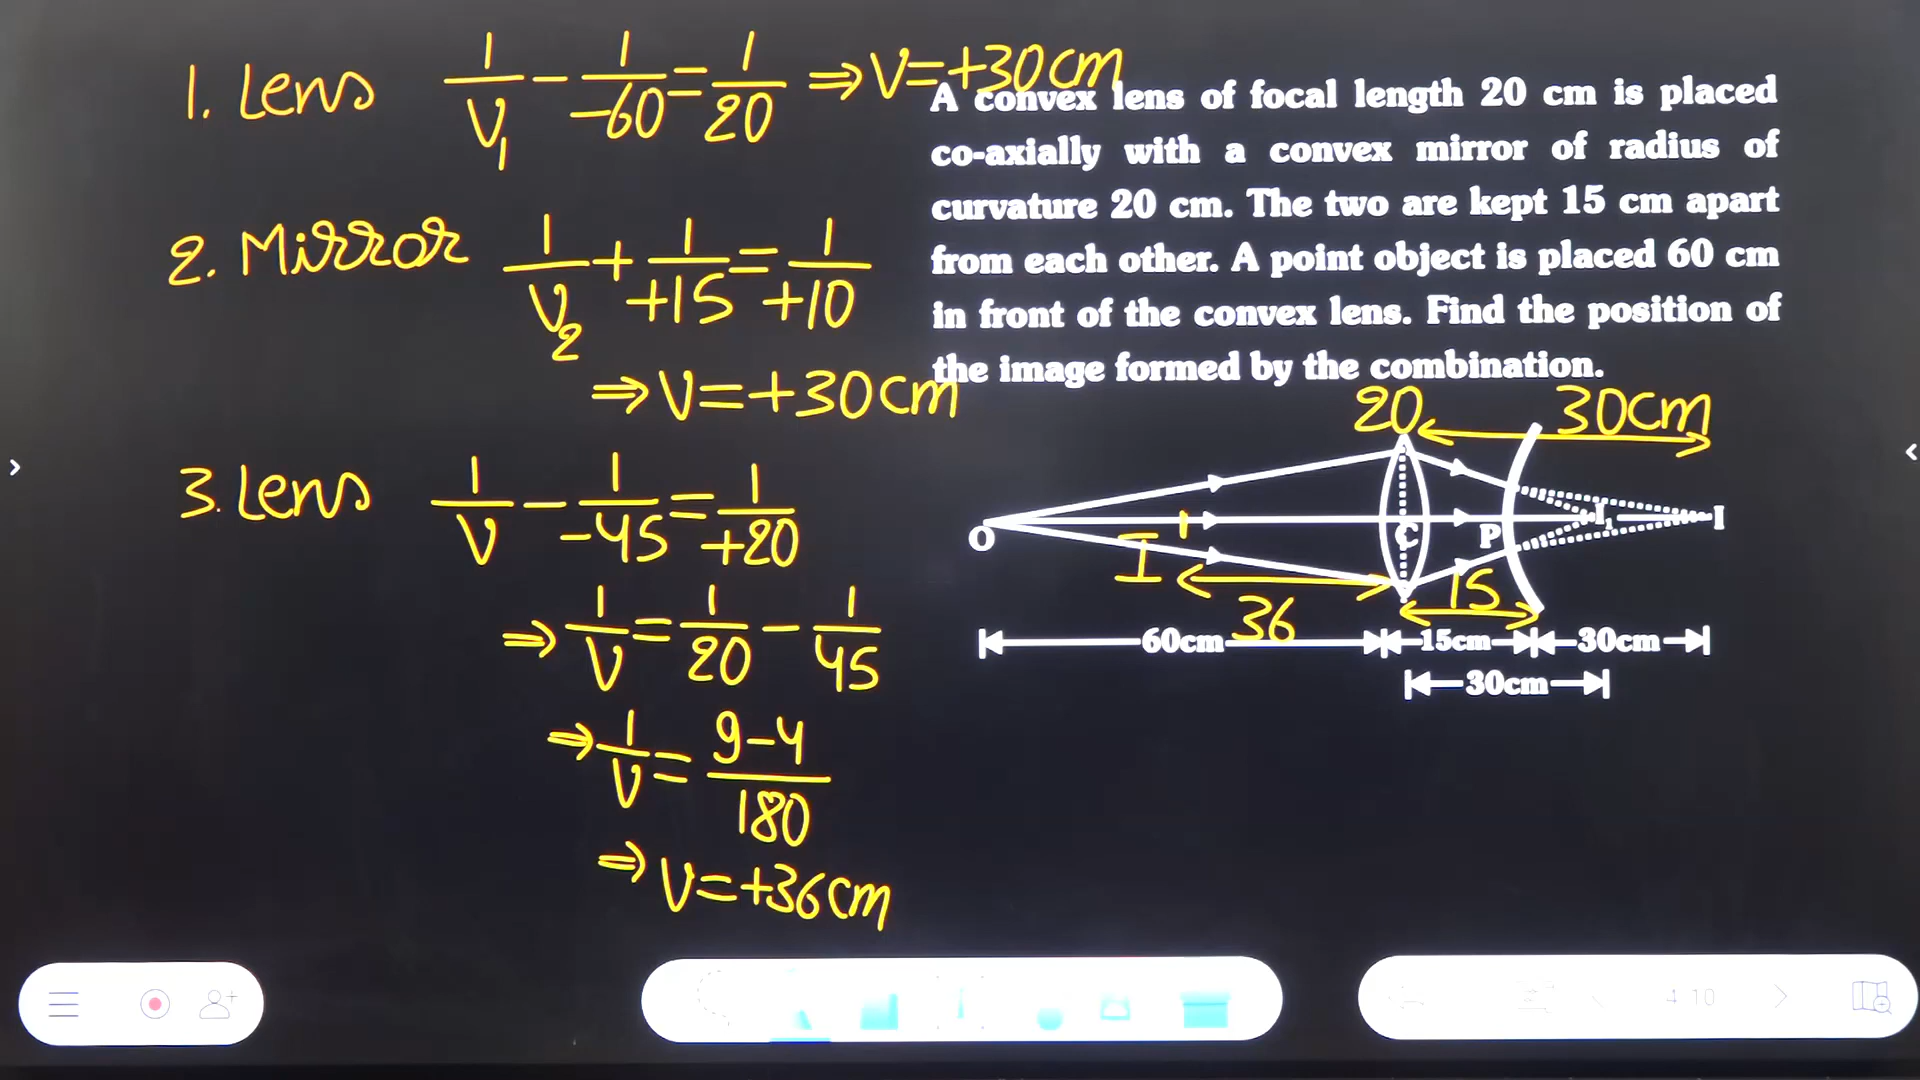 1. Lens 1/V₁ − 1/−60 = 1/20 ⇒ V=+30cm
2. Mirror 1/V₂ + 1/+15 = 1/+10
⇒ V=+30cm
3. Lens 1/V − 1/−45 = 1/+20
⇒ 1/V = 1/20 − 1/45
⇒ 1/V = 9−4/180
⇒ V=+36cm
A convex lens of focal length 20 cm is placed
co-axially with a convex mirror of radius of
curvature 20 cm. The two are kept 15 cm apart
from each other. A point object is placed 60 cm
in front of the convex lens. Find the position of
the image formed by the combination.
20 30cm
O I C P I₁ I
36 15
60cm 15cm 30cm
30cm
4 10